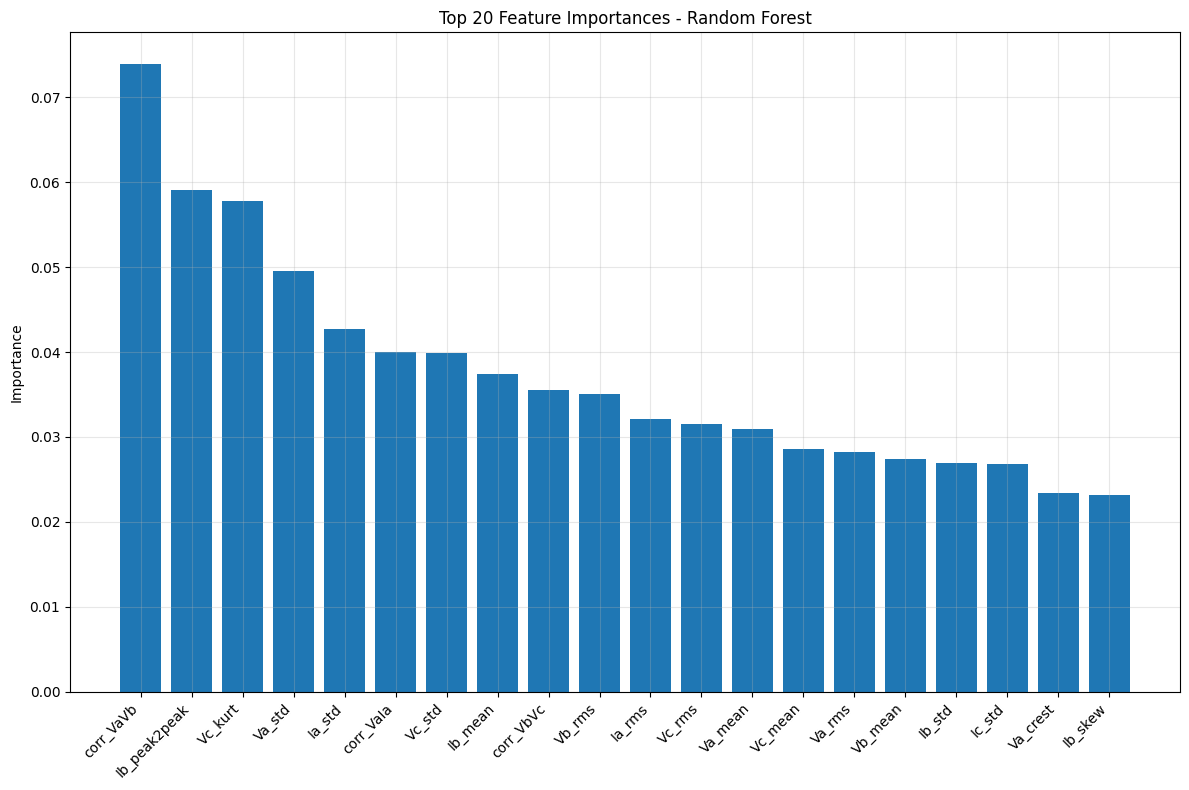 Top 20 Feature Importances - Random Forest
Importance
0.07
0.06
0.05
0.04
0.03
0.02
0.01
0.00
corr_VaVb
Ib_peak2peak
Vc_kurt
Va_std
Ia_std
corr_VaIa
Vc_std
Ib_mean
corr_VbVc
Vb_rms
Ia_rms
Vc_rms
Va_mean
Vc_mean
Va_rms
Vb_mean
Ib_std
Ic_std
Va_crest
Ib_skew